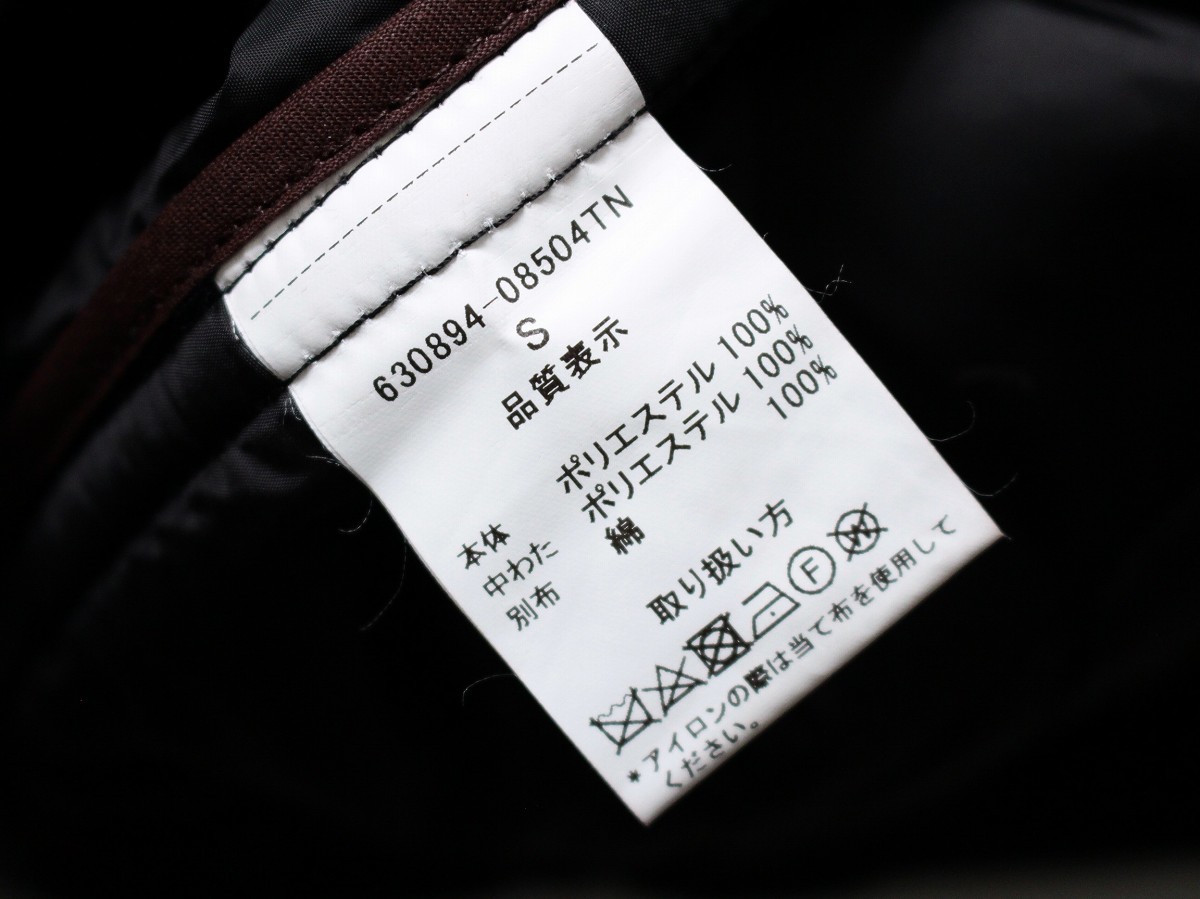 630894-08504TN
S
品質表示
本体 ポリエステル 100%
中わた ポリエステル 100%
別布 綿 100%
取り扱い方
F W
*アイロンの際は当て布を使用して
ください。